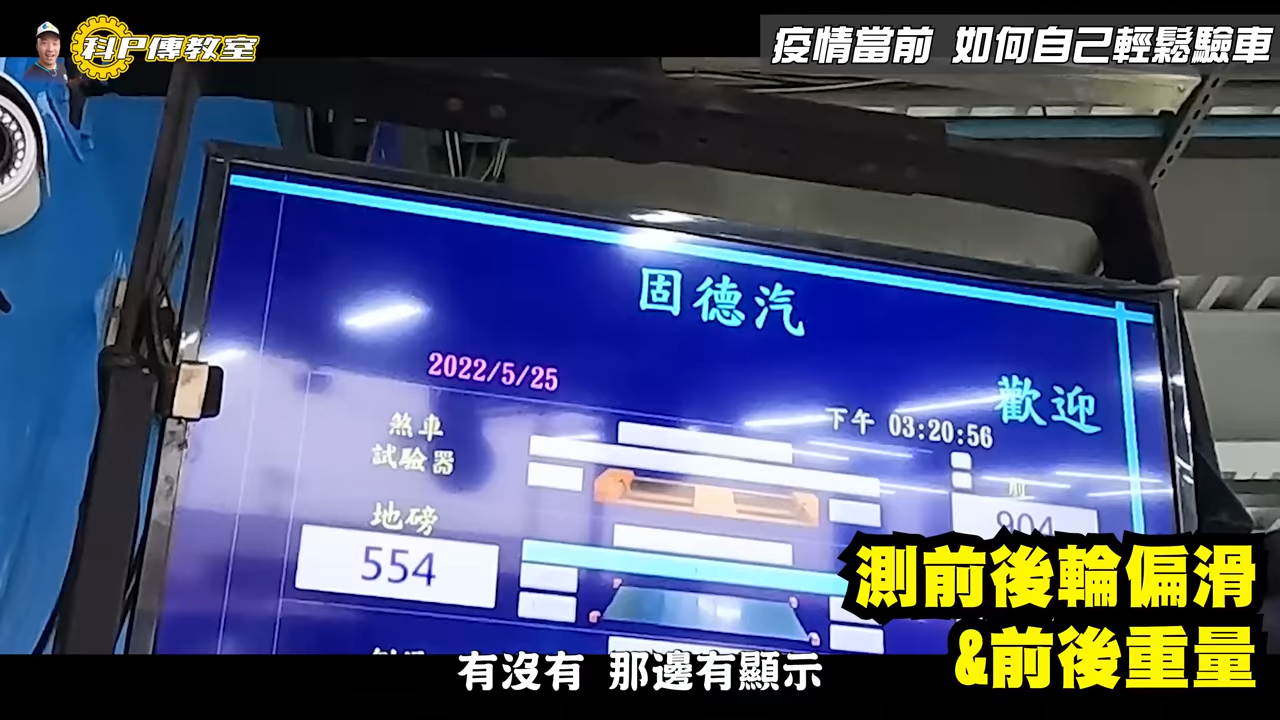 科P傳教室
疫情當前 如何自己輕鬆驗車
固德汽
歡迎
2022/5/25
下午 03:20:56
煞車
試驗器
前
904
地磅
554
測前後輪偏滑
&前後重量
有沒有 那邊有顯示